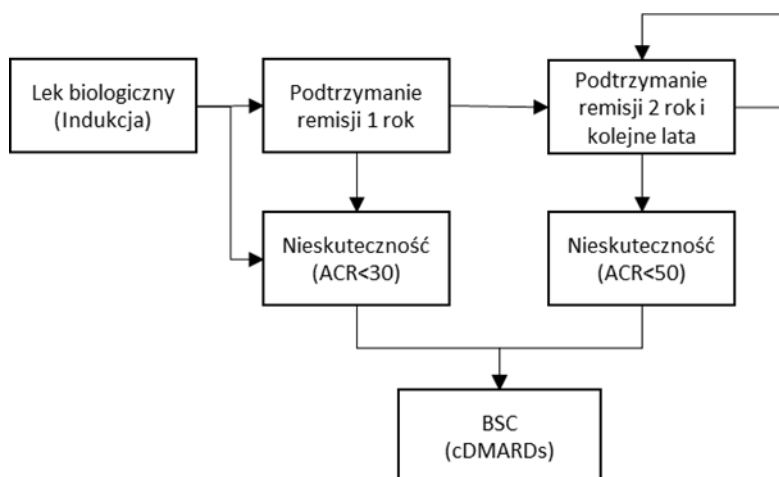 Lek biologiczny
(Indukcja)
Podtrzymanie
remisji 1 rok
Podtrzymanie
remisji 2 rok i
kolejne lata
Nieskuteczność
(ACR<30)
Nieskuteczność
(ACR<50)
BSC
(cDMARDs)